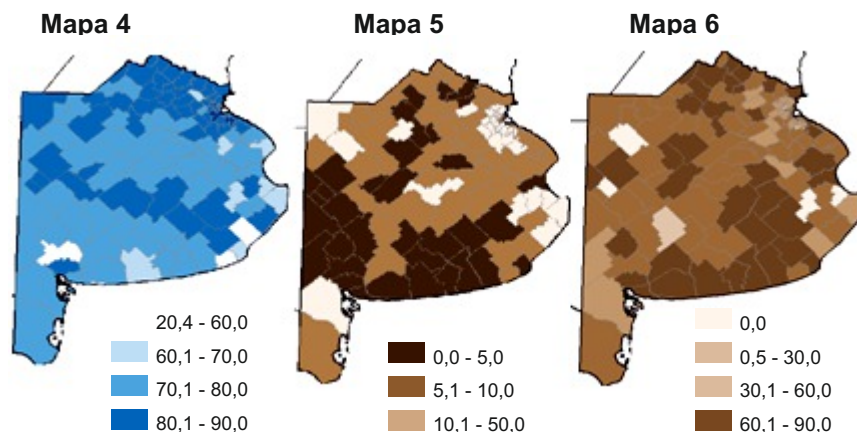 Mapa 4
Mapa 5
Mapa 6
20,4 - 60,0
60,1 - 70,0
70,1 - 80,0
80,1 - 90,0
0,0 - 5,0
5,1 - 10,0
10,1 - 50,0
0,0
0,5 - 30,0
30,1 - 60,0
60,1 - 90,0